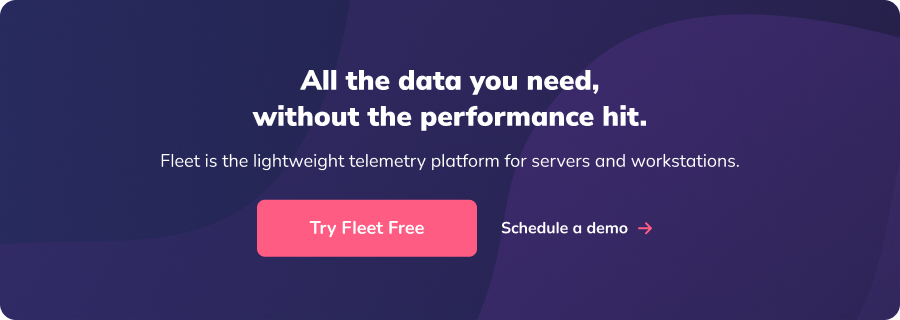 All the data you need,
without the performance hit.
Fleet is the lightweight telemetry platform for servers and workstations.
Try Fleet Free
Schedule a demo →